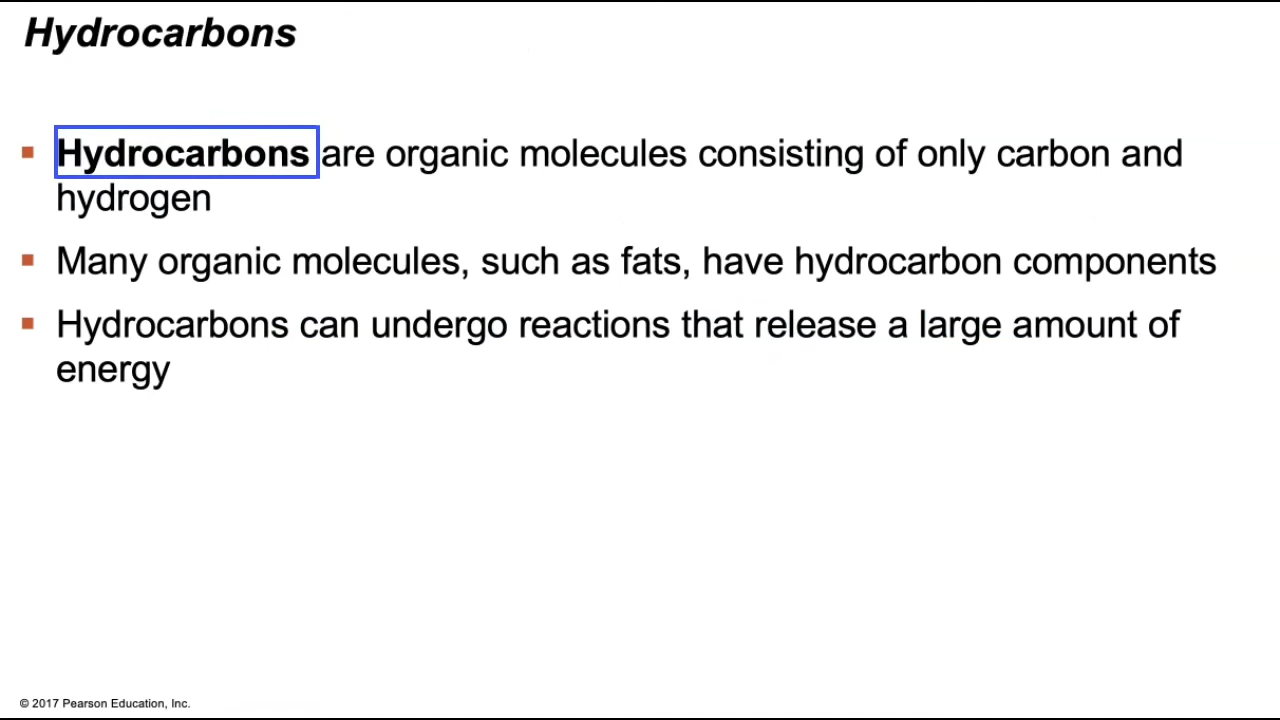 Hydrocarbons
▪ Hydrocarbons are organic molecules consisting of only carbon and
hydrogen
▪ Many organic molecules, such as fats, have hydrocarbon components
▪ Hydrocarbons can undergo reactions that release a large amount of
energy
© 2017 Pearson Education, Inc.